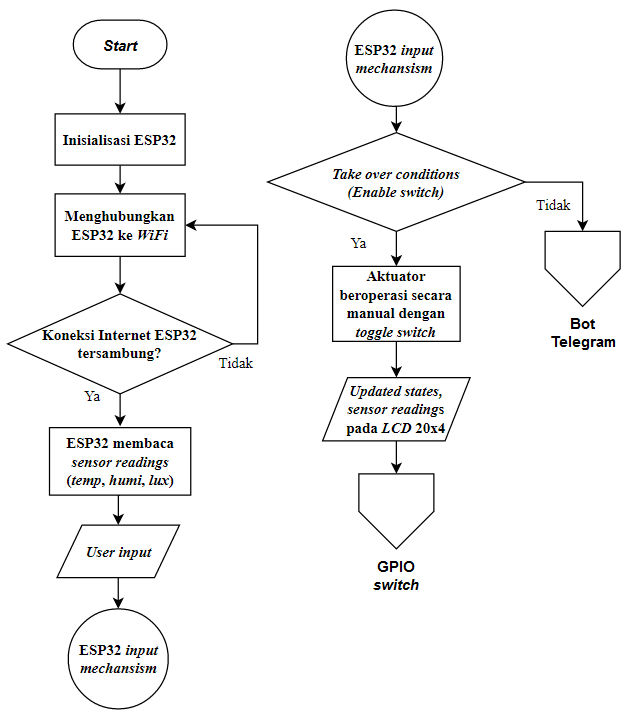 Start
Inisialisasi ESP32
Menghubungkan
ESP32 ke WiFi
Koneksi Internet ESP32
tersambung?
Tidak
Ya
ESP32 membaca
sensor readings
(temp, humi, lux)
User input
ESP32 input
mechansism
ESP32 input
mechansism
Take over conditions
(Enable switch)
Tidak
Ya
Aktuator
beroperasi secara
manual dengan
toggle switch
Bot
Telegram
Updated states,
sensor readings
pada LCD 20x4
GPIO
switch